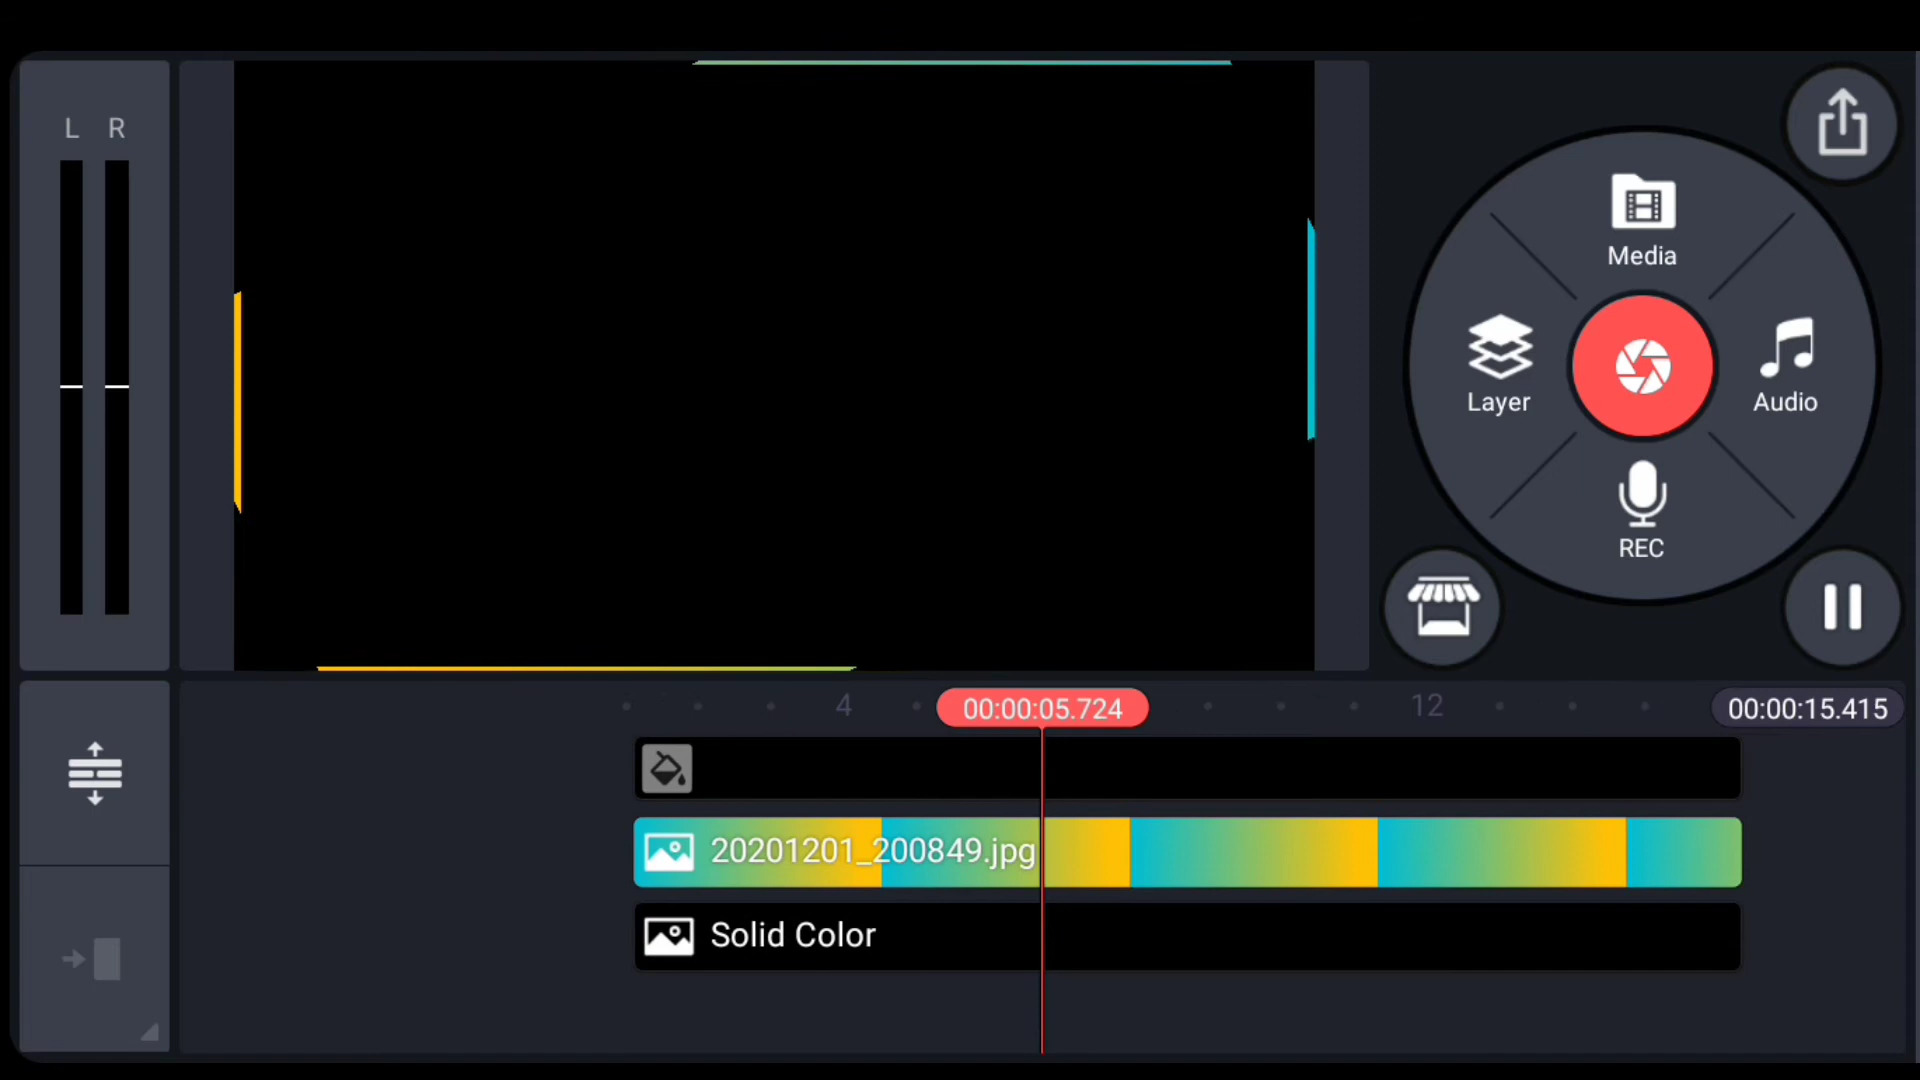 L R
Media
Layer
Audio
REC
4
00:00:05.724
12
00:00:15.415
20201201_200849.jpg
Solid Color